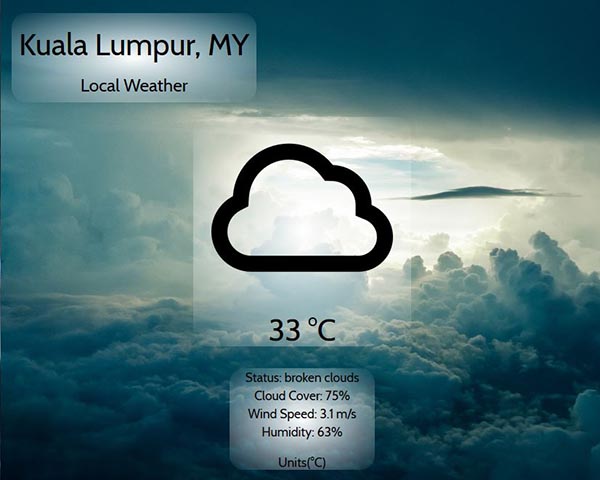 Kuala Lumpur, MY
Local Weather
33 °C
Status: broken clouds
Cloud Cover: 75%
Wind Speed: 3.1 m/s
Humidity: 63%
Units(°C)